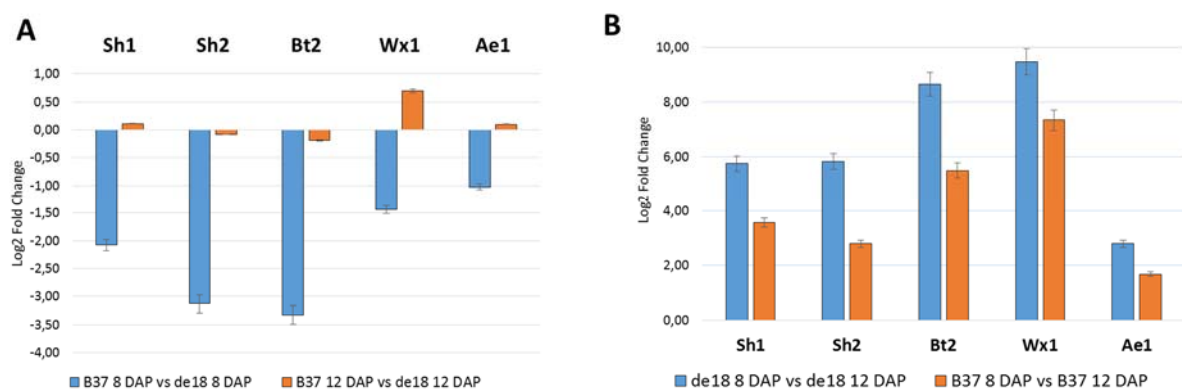 A
Sh1 Sh2 Bt2 Wx1 Ae1
1,00
0,50
0,00
-0,50
-1,00
-1,50
-2,00
-2,50
-3,00
-3,50
-4,00
Log2 Fold Change
B37 8 DAP vs de18 8 DAP B37 12 DAP vs de18 12 DAP
B
10,00
8,00
6,00
4,00
2,00
0,00
Log2 Fold Change
Sh1 Sh2 Bt2 Wx1 Ae1
de18 8 DAP vs de18 12 DAP B37 8 DAP vs B37 12 DAP